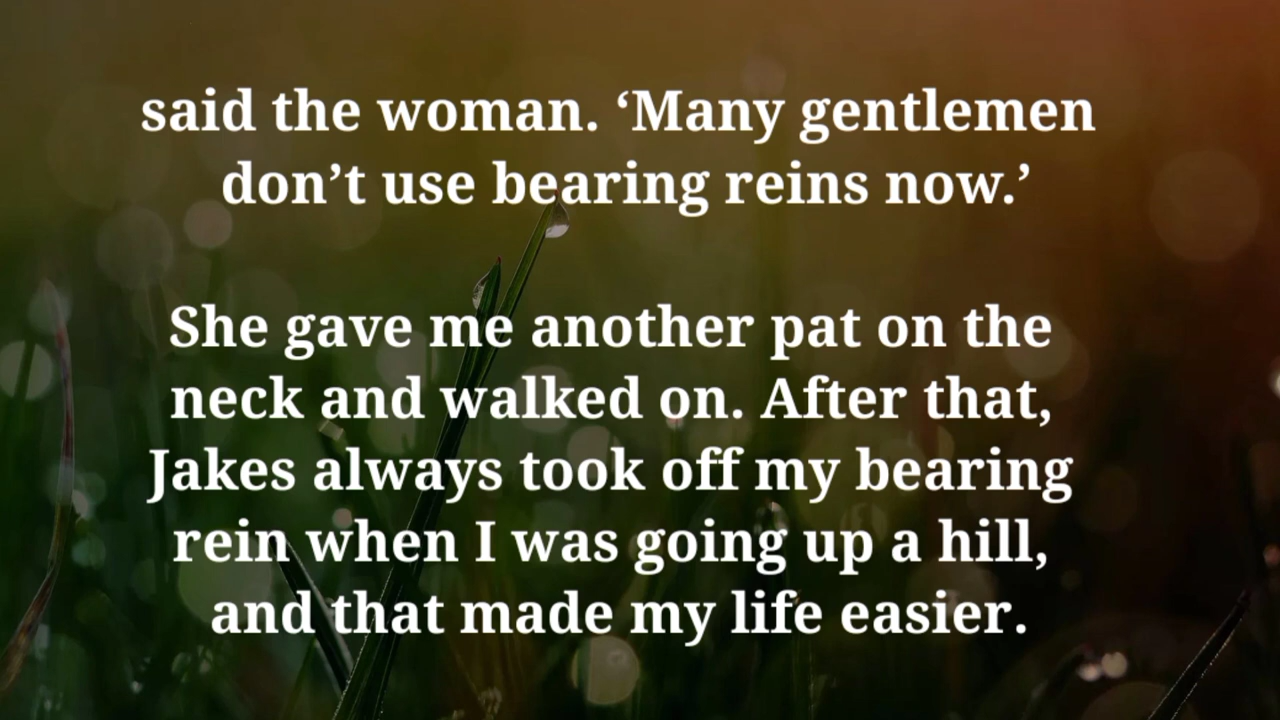 said the woman. ‘Many gentlemen
don’t use bearing reins now.’
She gave me another pat on the
neck and walked on. After that,
Jakes always took off my bearing
rein when I was going up a hill,
and that made my life easier.